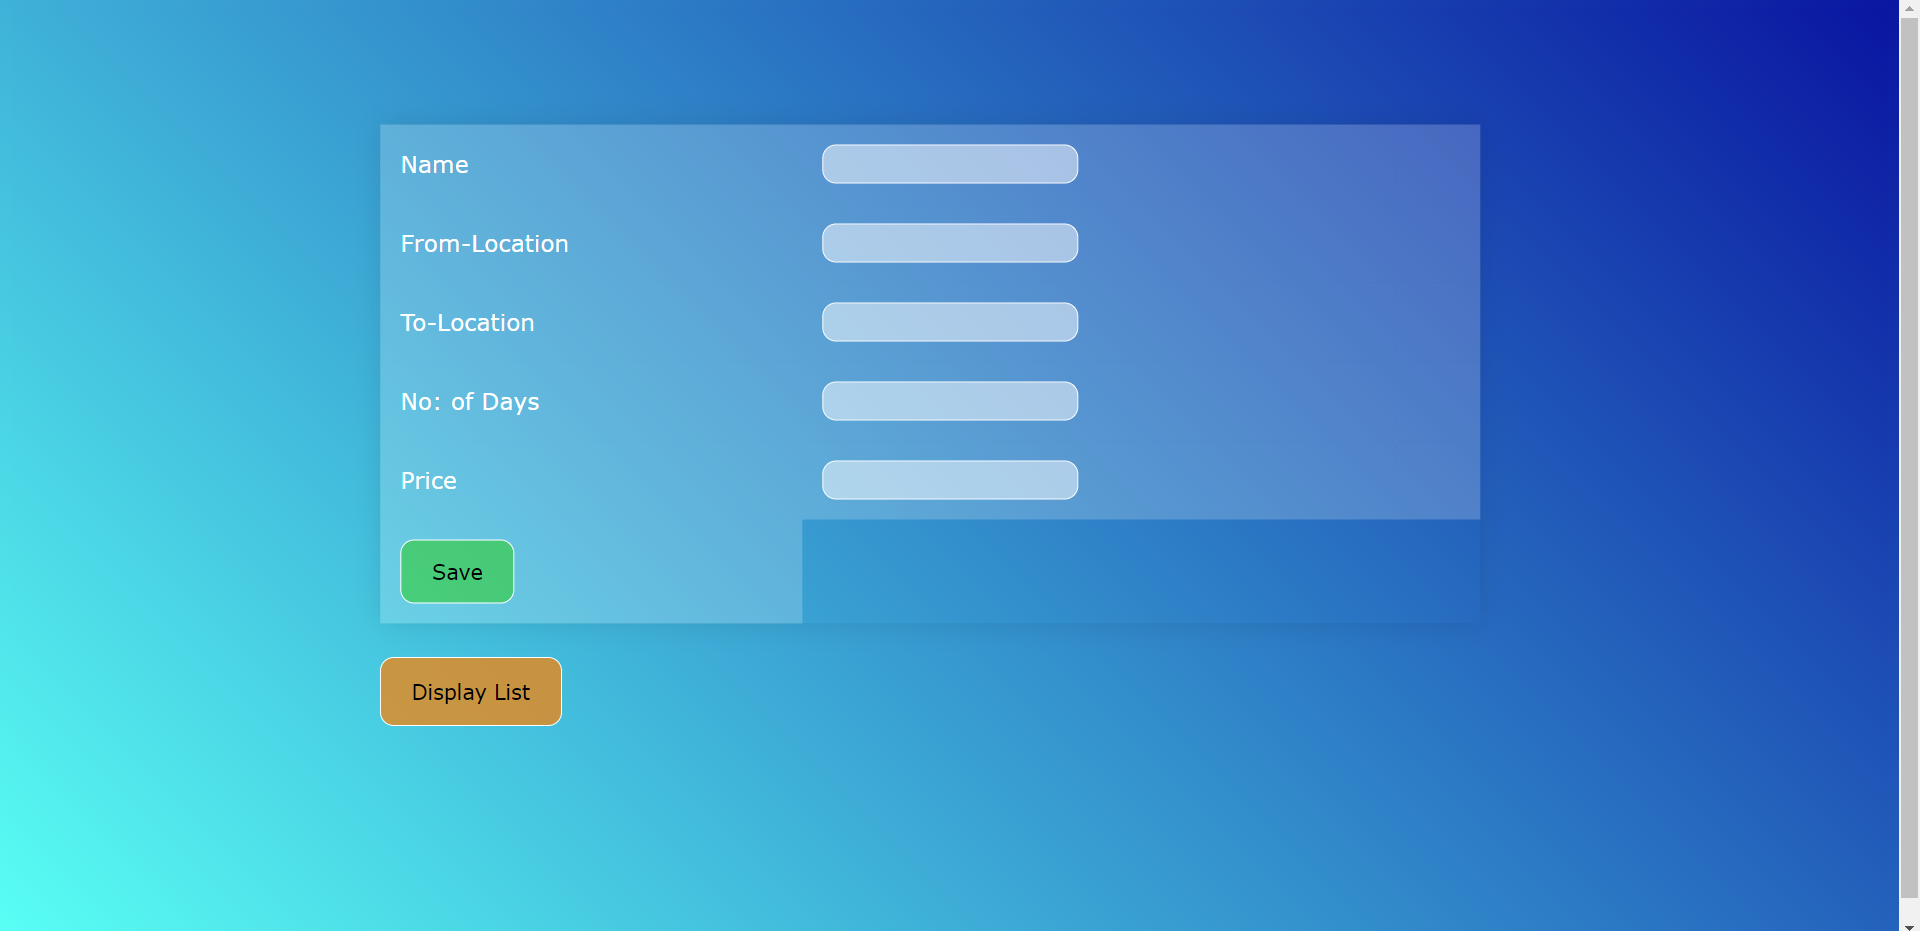 Name
From-Location
To-Location
No: of Days
Price
Save
Display List